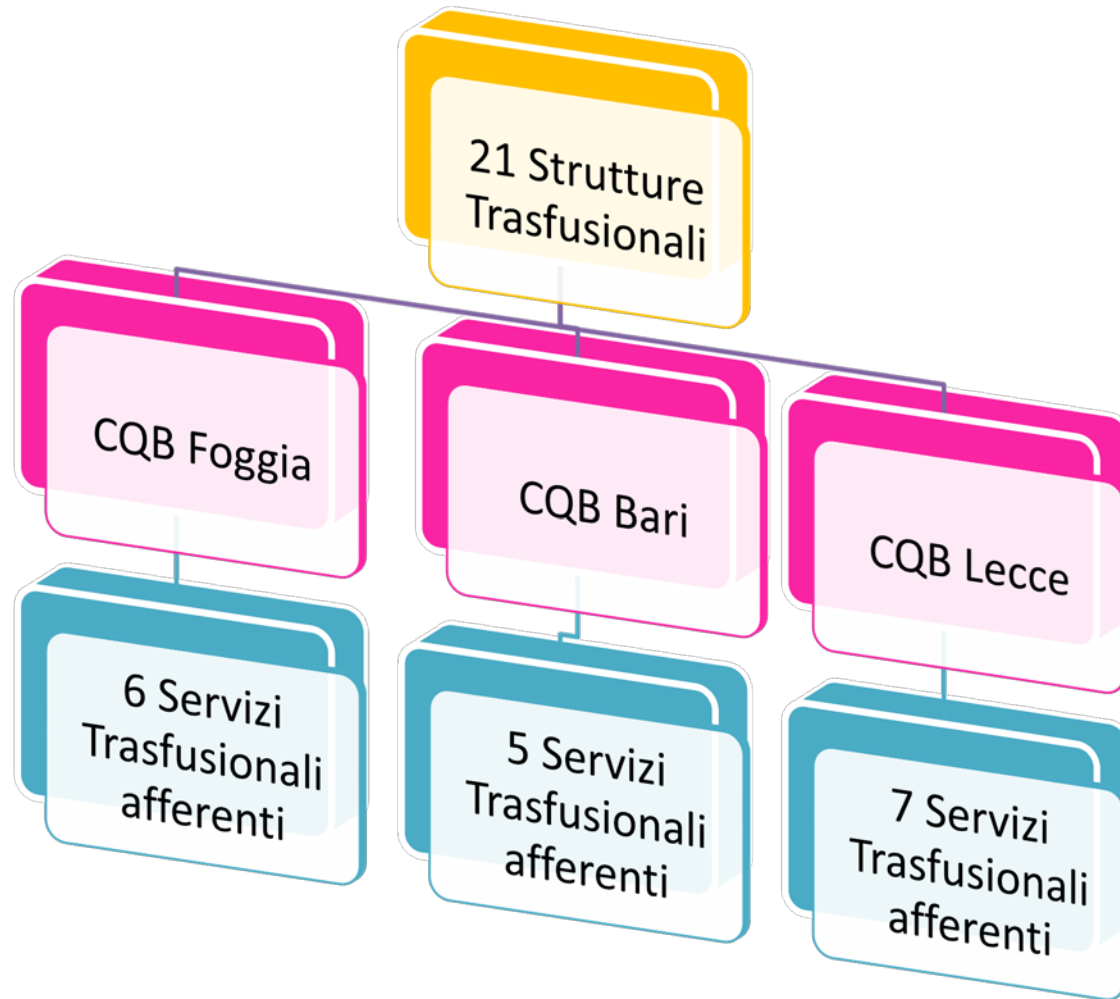 21 Strutture
Trasfusionali
CQB Foggia
CQB Bari
CQB Lecce
6 Servizi
Trasfusionali
afferenti
5 Servizi
Trasfusionali
afferenti
7 Servizi
Trasfusionali
afferenti